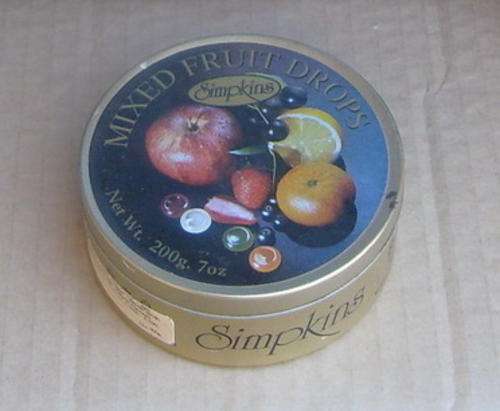 MIXED FRUIT DROPS
Simpkins
Net Wt. 200g. 7oz
Simpkins